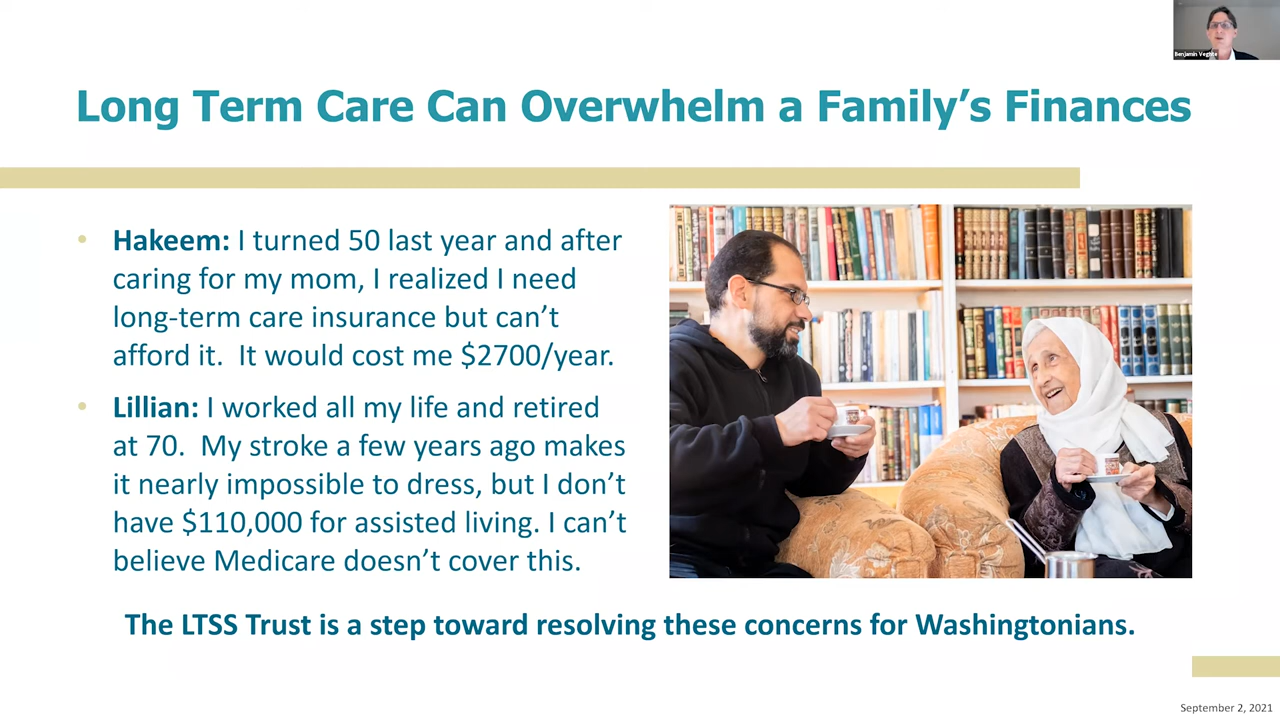 Benjamin Veghte
Long Term Care Can Overwhelm a Family’s Finances
• Hakeem: I turned 50 last year and after
caring for my mom, I realized I need
long-term care insurance but can’t
afford it.  It would cost me $2700/year.
• Lillian: I worked all my life and retired
at 70.  My stroke a few years ago makes
it nearly impossible to dress, but I don’t
have $110,000 for assisted living. I can’t
believe Medicare doesn’t cover this.
The LTSS Trust is a step toward resolving these concerns for Washingtonians.
September 2, 2021